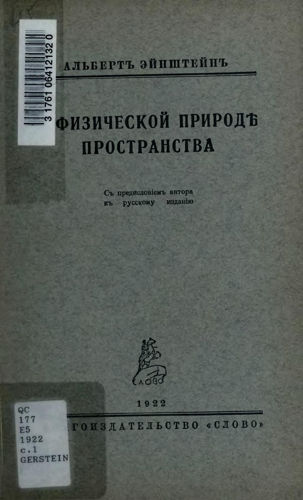 АЛЬБЕРТЪ ЭЙНШТЕЙНЪ
3 1761 06412132 0
ФИЗИЧЕСКОЙ ПРИРОДѢ
ПРОСТРАНСТВА
Съ предисловіемъ автора
къ русскому изданію
СЛОВО
1922
ГОИЗДАТЕЛЬСТВО «СЛОВО»
QC
177
E5
1922
c.1
GERSTEIN